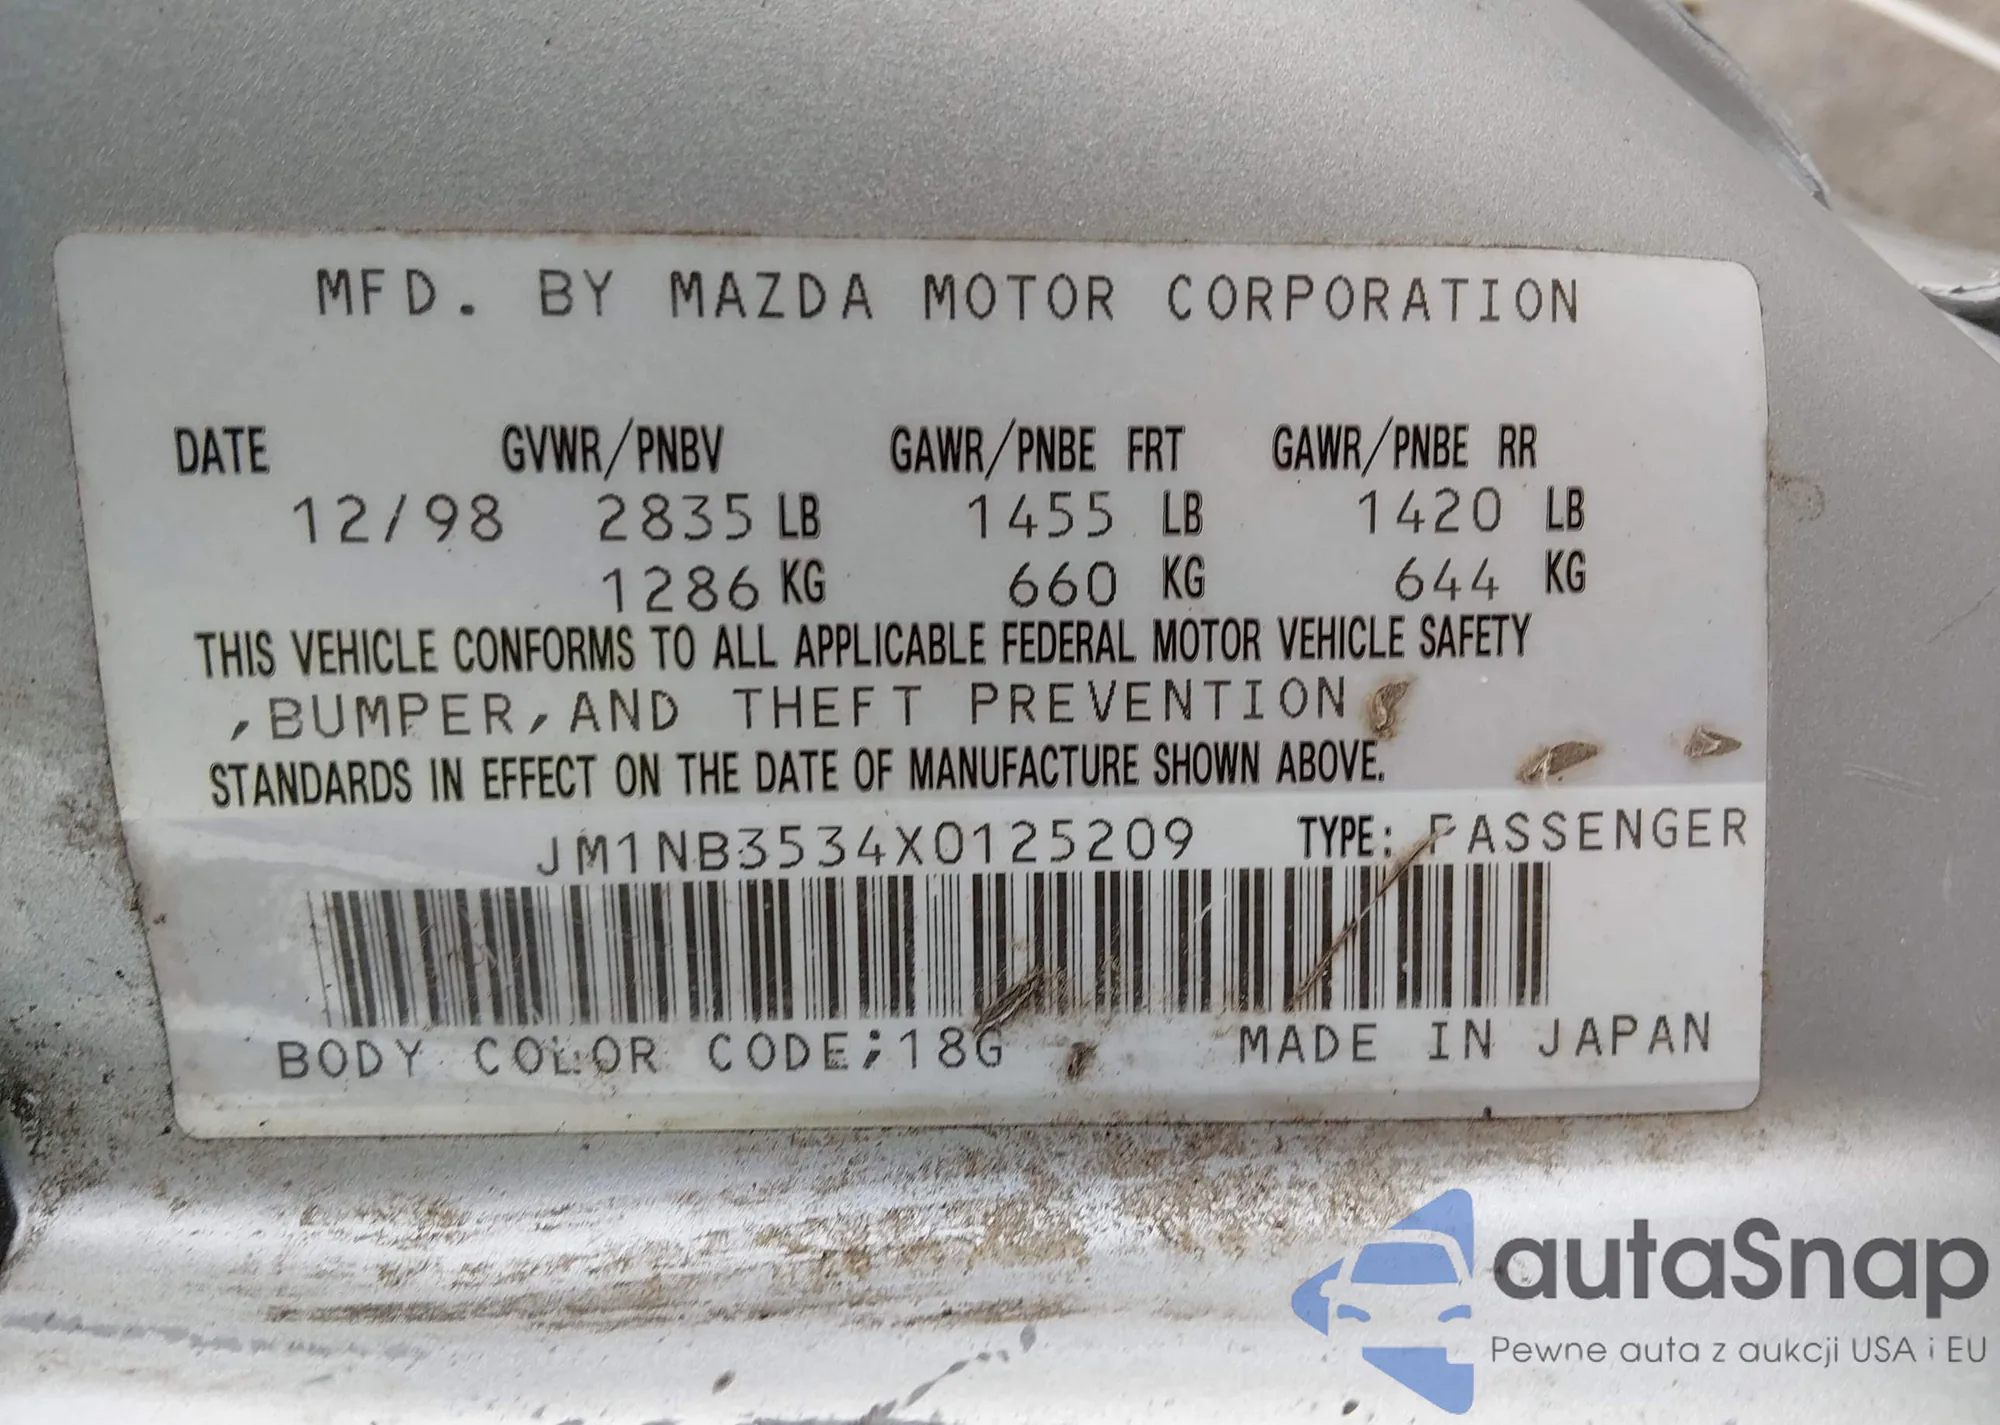 MFD. BY MAZDA MOTOR CORPORATION
DATE GVWR/PNBV GAWR/PNBE FRT GAWR/PNBE RR
12/98 2835 LB 1455 LB 1420 LB
1286 KG 660 KG 644 KG
THIS VEHICLE CONFORMS TO ALL APPLICABLE FEDERAL MOTOR VEHICLE SAFETY
,BUMPER,AND THEFT PREVENTION
STANDARDS IN EFFECT ON THE DATE OF MANUFACTURE SHOWN ABOVE.
JM1NB3534X0125209 TYPE: PASSENGER
BODY COLOR CODE;18G MADE IN JAPAN
autaSnap
Pewne auta z aukcji USA i EU